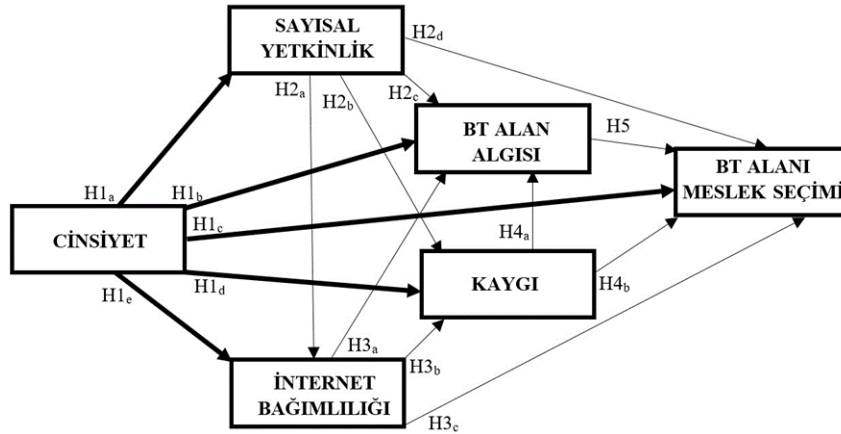 SAYISAL
YETKİNLİK
H2d
H2a
H2b
H2c
BT ALAN
ALGISI
H5
BT ALANI
MESLEK SEÇİMİ
H1a
H1b
H1c
CİNSİYET
H1d
H1e
H4a
KAYGI
H4b
H3a
H3b
İNTERNET
BAĞIMLILIĞI
H3c